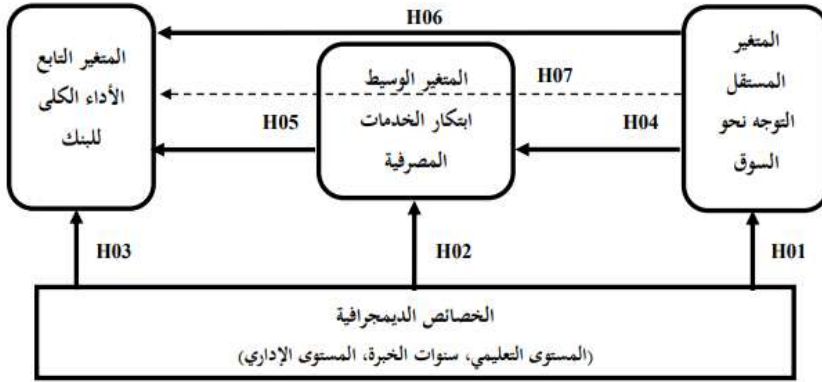 H06
المتغير
المستقل
التوجه نحو
السوق
H07
H04
المتغير الوسيط
ابتكار الخدمات
المصرفية
H05
المتغير التابع
الأداء الكلى
للبنك
H03
H02
H01
الخصائص الديمجرافية
(المستوى التعليمي، سنوات الخبرة، المستوى الإداري)